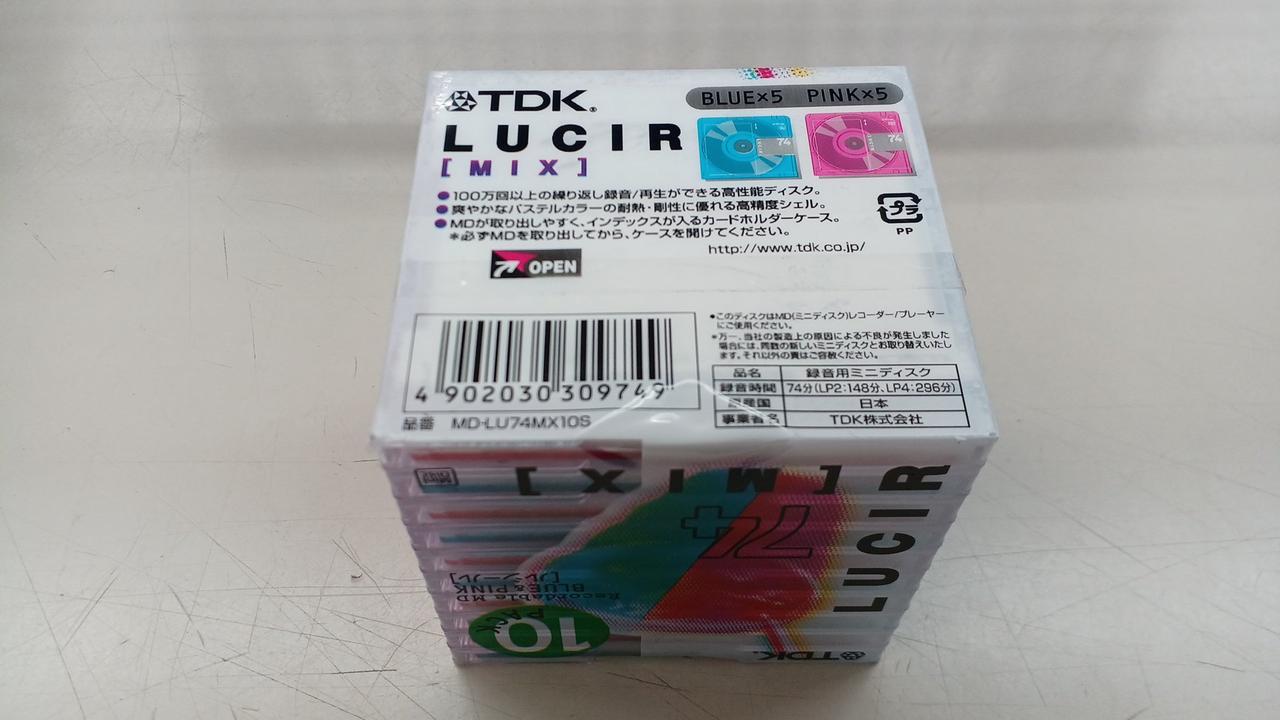 TDK.
BLUE×5 PINK×5
LUCIR
[MIX]
74
74
●100万回以上の繰り返し録音/再生ができる高性能ディスク。
●爽やかなパステルカラーの耐熱・剛性に優れる高精度シェル。
●MDが取り出しやすく、インデックスが入るカードホルダーケース。
＊必ずMDを取り出してから、ケースを開けてください。
プラ
PP
http://www.tdk.co.jp/
OPEN
●このディスクはMD(ミニディスク)レコーダー/プレーヤー
にご使用ください。
＊万一、当社の製造上の原因による不良が発生しました
場合には、同数の新しいミニディスクとお取り替えいたし
ます。それ以外の責はご容赦ください。
4 902030 309749
品番 MD-LU74MX10S
品名 録音用ミニディスク
録音時間 74分(LP2:148分、LP4:296分)
原産国 日本
事業者名 TDK株式会社
LUCIR
[MIX]
74
Recordable MD
BLUE & PINK
10
PACK
TDK.